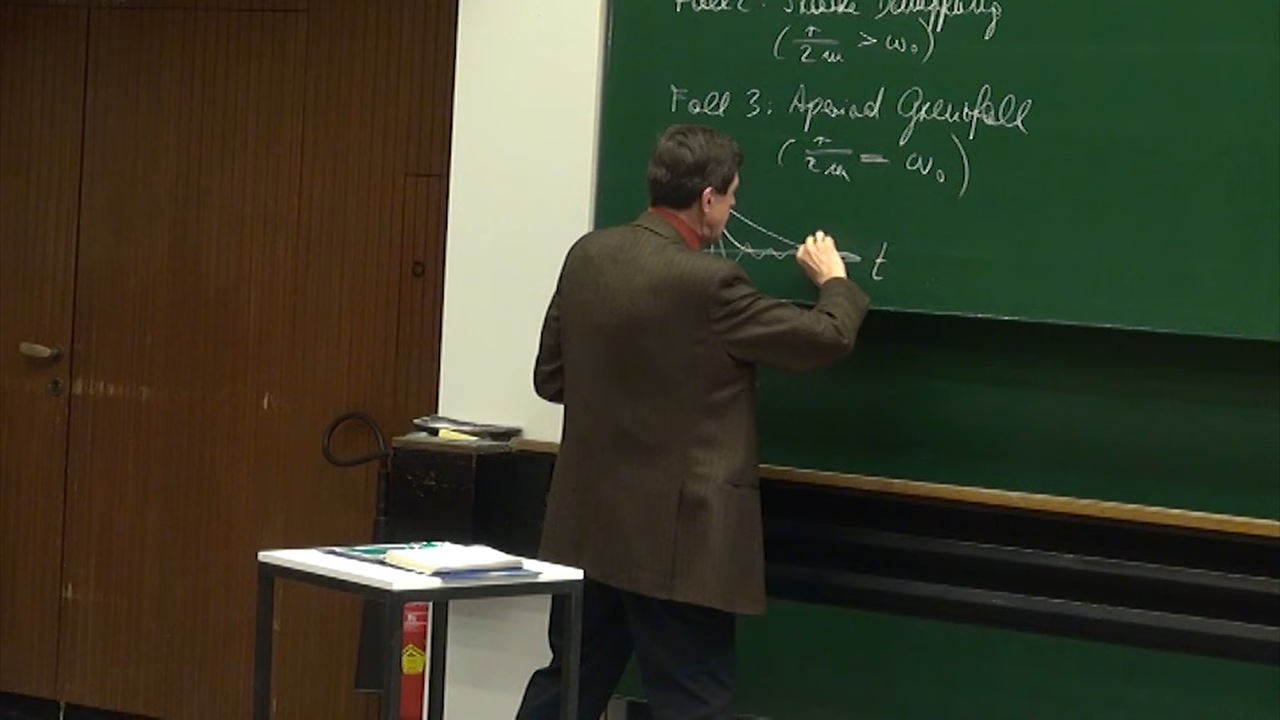 Fall 2: Starke Dämpfung
(r/2m > ω₀)
Fall 3: Aperiod. Grenzfall
(r/2m = ω₀)
t